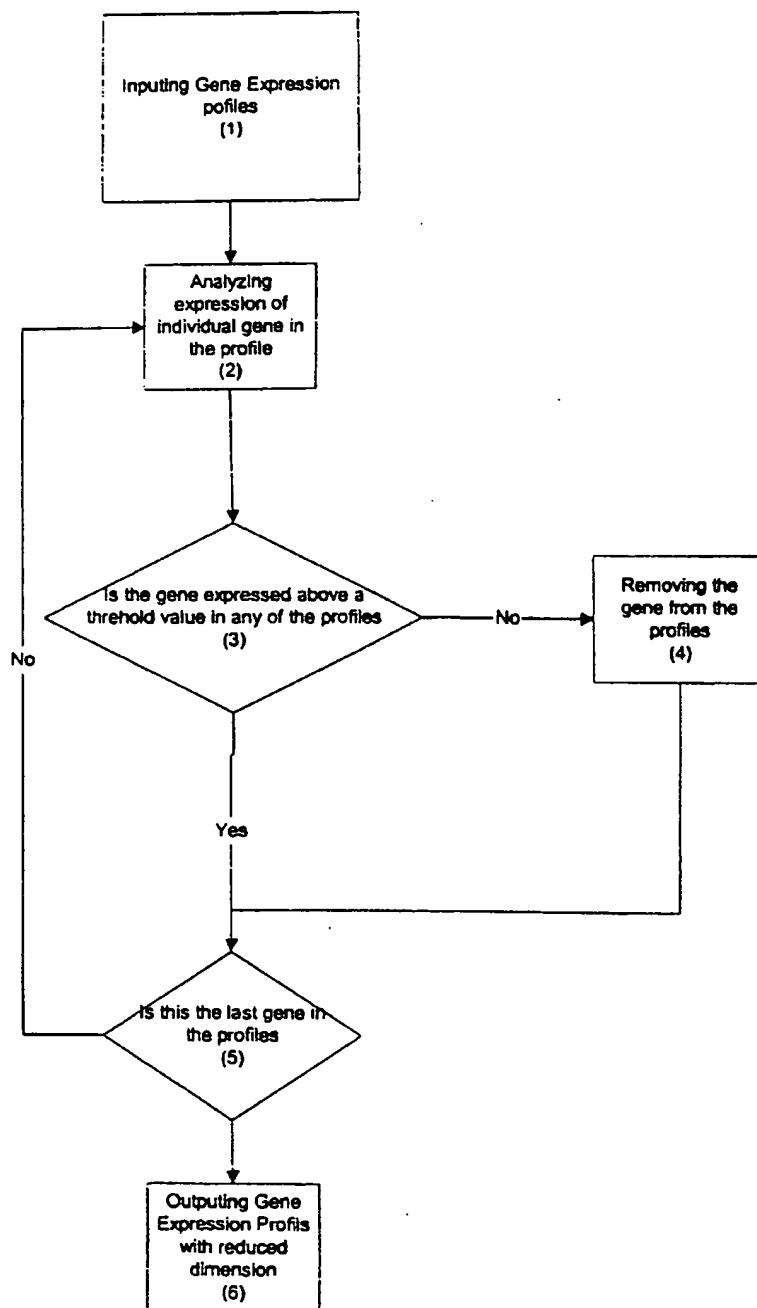 Inputing Gene Expression
pofiles
(1)
Analyzing
expression of
individual gene in
the profile
(2)
Is the gene expressed above a
threhold value in any of the profiles
(3)
No
Removing the
gene from the
profiles
(4)
No
Yes
Is this the last gene in
the profiles
(5)
Outputing Gene
Expression Profils
with reduced
dimension
(6)